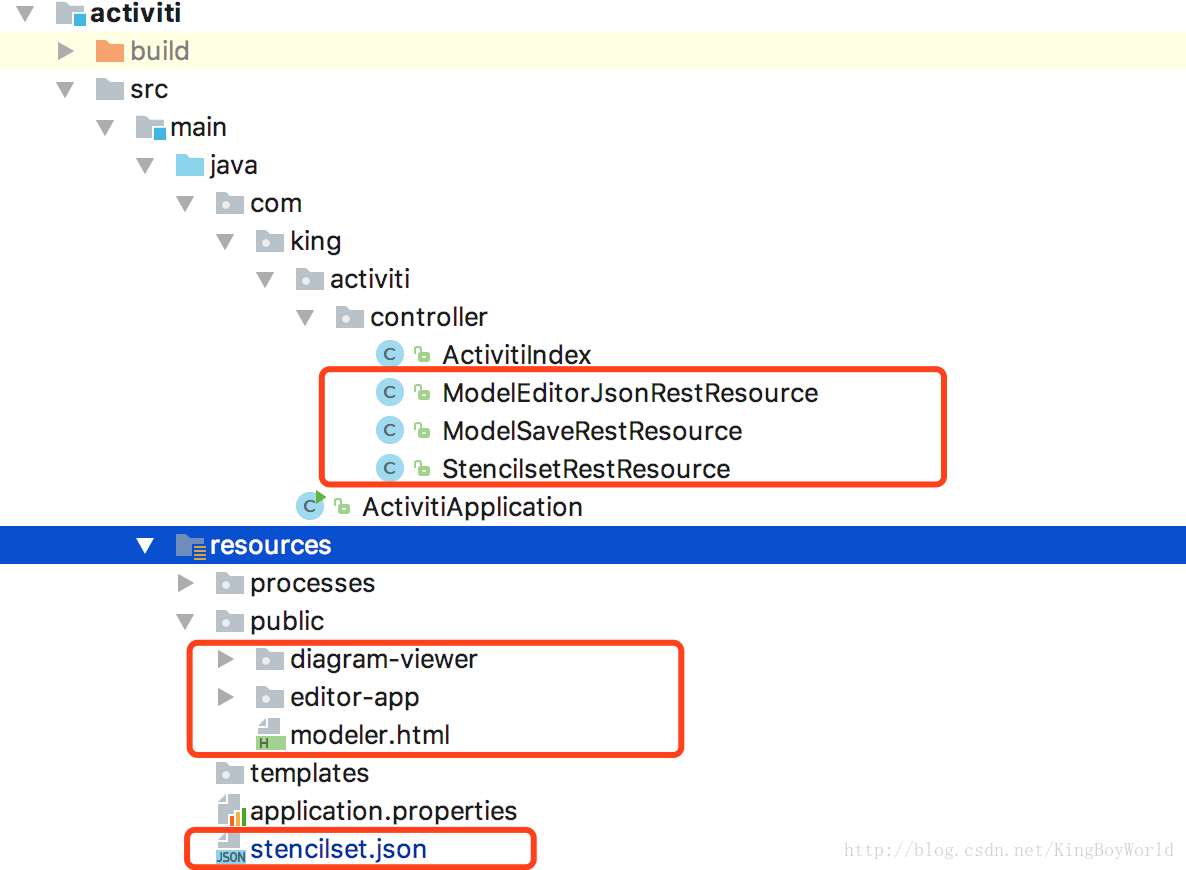 activiti
build
src
main
java
com
king
activiti
controller
C ActivitiIndex
C ModelEditorJsonRestResource
C ModelSaveRestResource
C StencilsetRestResource
C ActivitiApplication
resources
processes
public
diagram-viewer
editor-app
H modeler.html
templates
application.properties
JSON stencilset.json
http://blog.csdn.net/KingBoyWorld